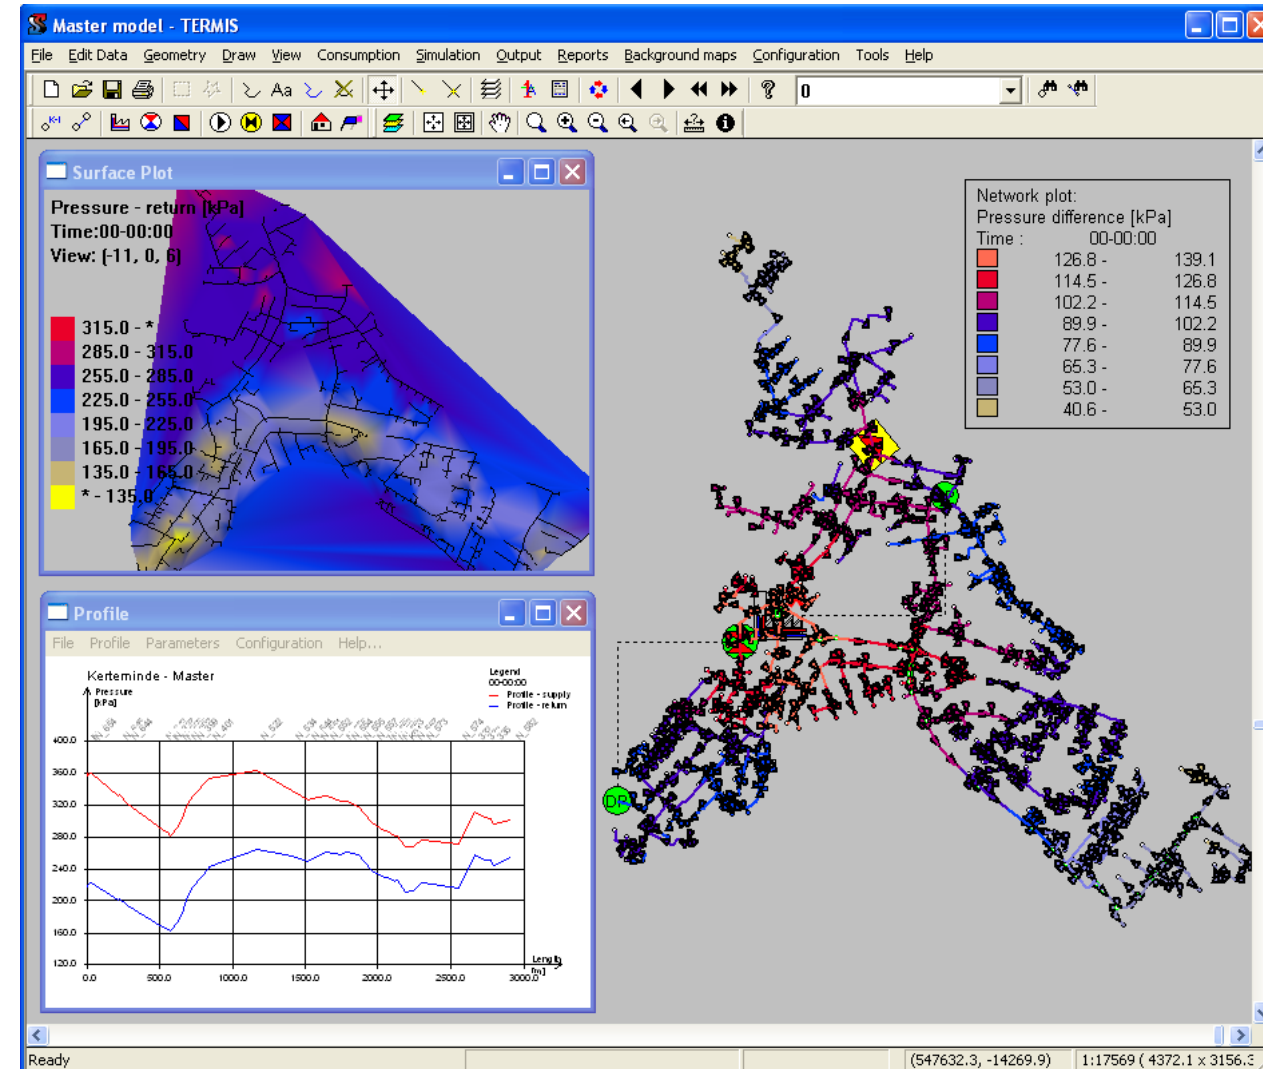 Master model - TERMIS
File Edit Data Geometry Draw View Consumption Simulation Output Reports Background maps Configuration Tools Help
Aa
0
K-I
Surface Plot
Pressure - return [kPa]
Time:00-00:00
View: (-11, 0, 6)
315.0 - *
285.0 - 315.0
255.0 - 285.0
225.0 - 255.0
195.0 - 225.0
165.0 - 195.0
135.0 - 165.0
* - 135.0
Network plot:
Pressure difference [kPa]
Time : 00-00:00
126.8 - 139.1
114.5 - 126.8
102.2 - 114.5
89.9 - 102.2
77.6 - 89.9
65.3 - 77.6
53.0 - 65.3
40.6 - 53.0
DP
Profile
File Profile Parameters Configuration Help...
Kerteminde - Master
Pressure
[kPa]
Legend
00-00:00
Profile - supply
Profile - return
400.0
360.0
320.0
280.0
240.0
200.0
160.0
120.0
0.0 500.0 1000.0 1500.0 2000.0 2500.0 3000.0
Length
[m]
Ready
(547632.3, -14269.9) 1:17569 ( 4372.1 x 3156.3